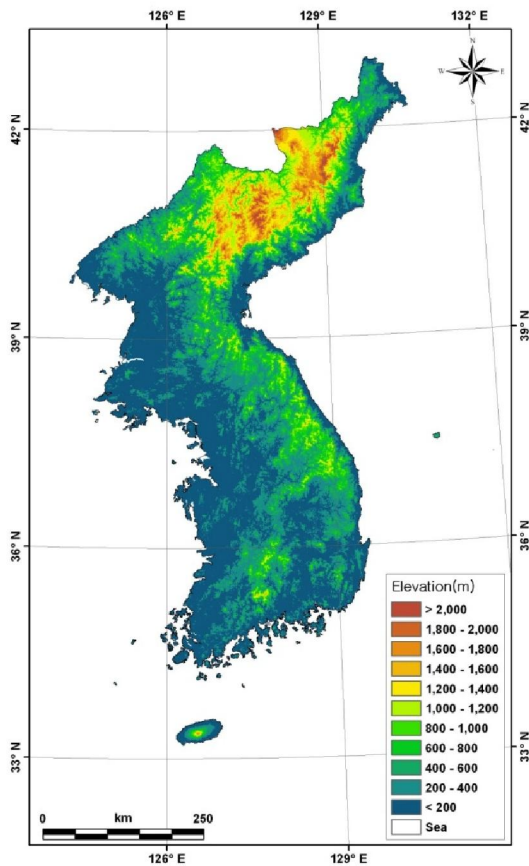 126° E
129° E
132° E
N
W
E
S
42° N
42° N
39° N
39° N
36° N
36° N
33° N
33° N
Elevation(m)
> 2,000
1,800 - 2,000
1,600 - 1,800
1,400 - 1,600
1,200 - 1,400
1,000 - 1,200
800 - 1,000
600 - 800
400 - 600
200 - 400
< 200
Sea
0 km 250
126° E
129° E